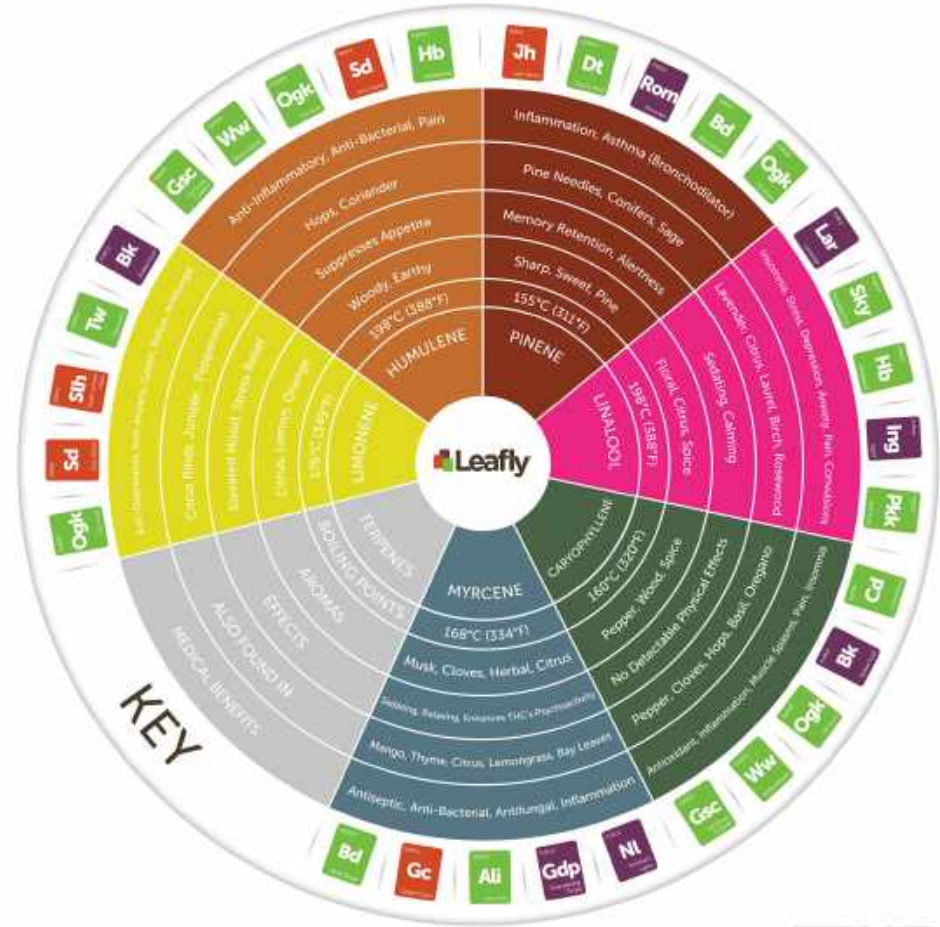 Leafly
KEY
TERPENES
BOILING POINTS
AROMAS
EFFECTS
ALSO FOUND IN
MEDICAL BENEFITS
HUMULENE
198°C (388°F)
Woody, Earthy
Suppresses Appetite
Hops, Coriander
Anti-Inflammatory, Anti-Bacterial, Pain
PINENE
155°C (311°F)
Sharp, Sweet, Pine
Memory Retention, Alertness
Pine Needles, Conifers, Sage
Inflammation, Asthma (Bronchodilator)
LINALOOL
198°C (388°F)
Floral, Citrus, Spice
Sedating, Calming
Lavender, Citrus, Laurel, Birch, Rosewood
Insomnia, Stress, Depression, Anxiety, Pain, Convulsions
CARYOPHYLLENE
160°C (320°F)
Pepper, Wood, Spice
No Detectable Physical Effects
Pepper, Cloves, Hops, Basil, Oregano
Antioxidant, Inflammation, Muscle Spasms, Pain, Insomnia
MYRCENE
168°C (334°F)
Musk, Cloves, Herbal, Citrus
Sedating, Relaxing, Enhances THC's Psychoactivity
Mango, Thyme, Citrus, Lemongrass, Bay Leaves
Antiseptic, Anti-Bacterial, Antifungal, Inflammation
LIMONENE
Citrus, Lemon, Orange
Elevated Mood, Stress Relief
Citrus Rinds, Juniper, Peppermint
Hb
Jh
Dt
Rom
Bd
Ogk
Lar
Sky
Hb
Ing
Pkk
Cd
Bk
Ogk
Ww
Gsc
Nl
Gdp
Ali
Gc
Bd
Ogk
Sd
Slh
Tw
Bk
Gsc
Ww
Ogk
Sd